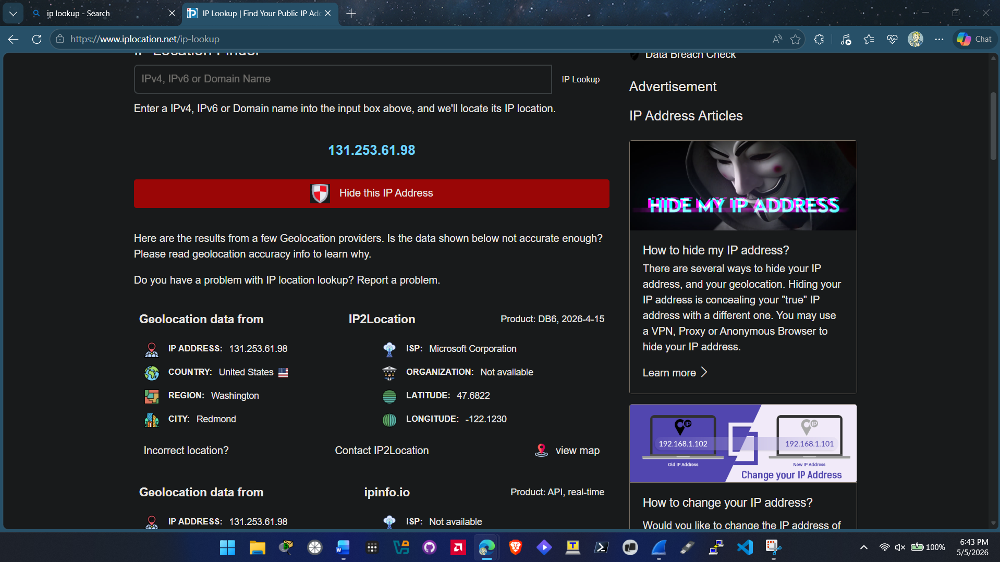 ip lookup - Search
IP Lookup | Find Your Public IP Add
https://www.iplocation.net/ip-lookup
Chat
IP Location Finder
IPv4, IPv6 or Domain Name
IP Lookup
Enter a IPv4, IPv6 or Domain name into the input box above, and we'll locate its IP location.
131.253.61.98
Hide this IP Address
Here are the results from a few Geolocation providers. Is the data shown below not accurate enough?
Please read geolocation accuracy info to learn why.
Do you have a problem with IP location lookup? Report a problem.
Geolocation data from IP2Location Product: DB6, 2026-4-15
IP ADDRESS: 131.253.61.98 ISP: Microsoft Corporation
COUNTRY: United States ORGANIZATION: Not available
REGION: Washington LATITUDE: 47.6822
CITY: Redmond LONGITUDE: -122.1230
Incorrect location? Contact IP2Location view map
Geolocation data from ipinfo.io Product: API, real-time
IP ADDRESS: 131.253.61.98 ISP: Not available
Data Breach Check
Advertisement
IP Address Articles
HIDE MY IP ADDRESS
How to hide my IP address?
There are several ways to hide your IP
address, and your geolocation. Hiding your
IP address is concealing your "true" IP
address with a different one. You may use
a VPN, Proxy or Anonymous Browser to
hide your IP address.
Learn more
IP IP
192.168.1.102 192.168.1.101
Old IP Address New IP Address
Change your IP Address
How to change your IP address?
Would you like to change the IP address of
100%
6:43 PM
5/5/2026